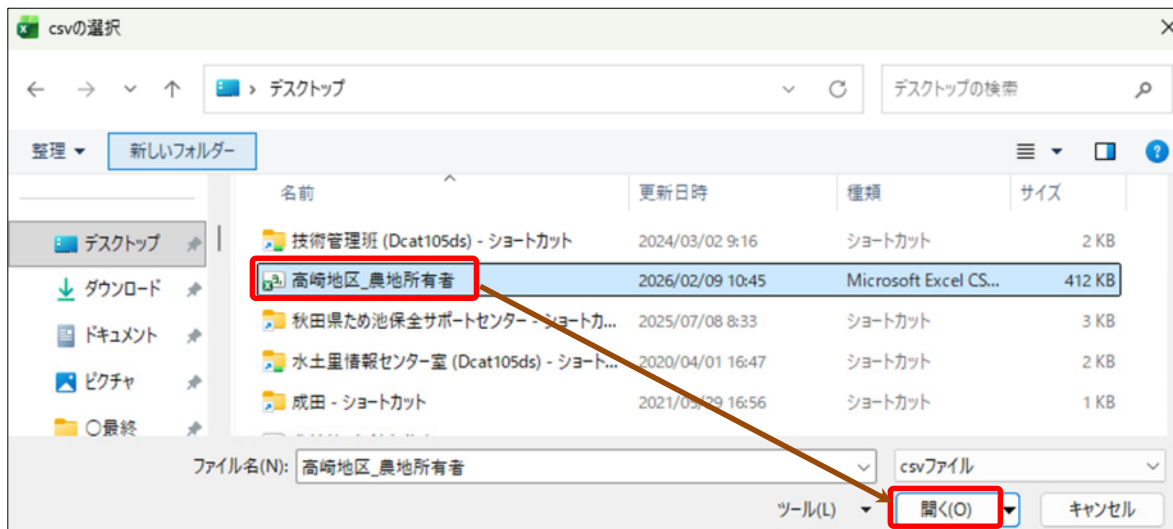 csvの選択
デスクトップ
デスクトップの検索
整理
新しいフォルダー
名前 更新日時 種類 サイズ
デスクトップ
ダウンロード
ドキュメント
ピクチャ
〇最終
技術管理班 (Dcat105ds) - ショートカット 2024/03/02 9:16 ショートカット 2 KB
高崎地区_農地所有者 2026/02/09 10:45 Microsoft Excel CS... 412 KB
秋田県ため池保全サポートセンター - ショートカ... 2025/07/08 8:33 ショートカット 3 KB
水土里情報センター室 (Dcat105ds) - ショート... 2020/04/01 16:47 ショートカット 2 KB
成田 - ショートカット 16:56 ショートカット 1 KB
ファイル名(N): 高崎地区_農地所有者 csvファイル
ツール(L) 開く(O) キャンセル